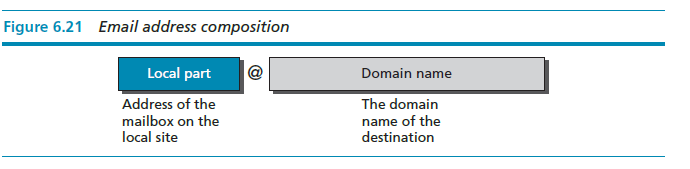 Figure 6.21 Email address composition
Local part @ Domain name
Address of the
mailbox on the
local site
The domain
name of the
destination